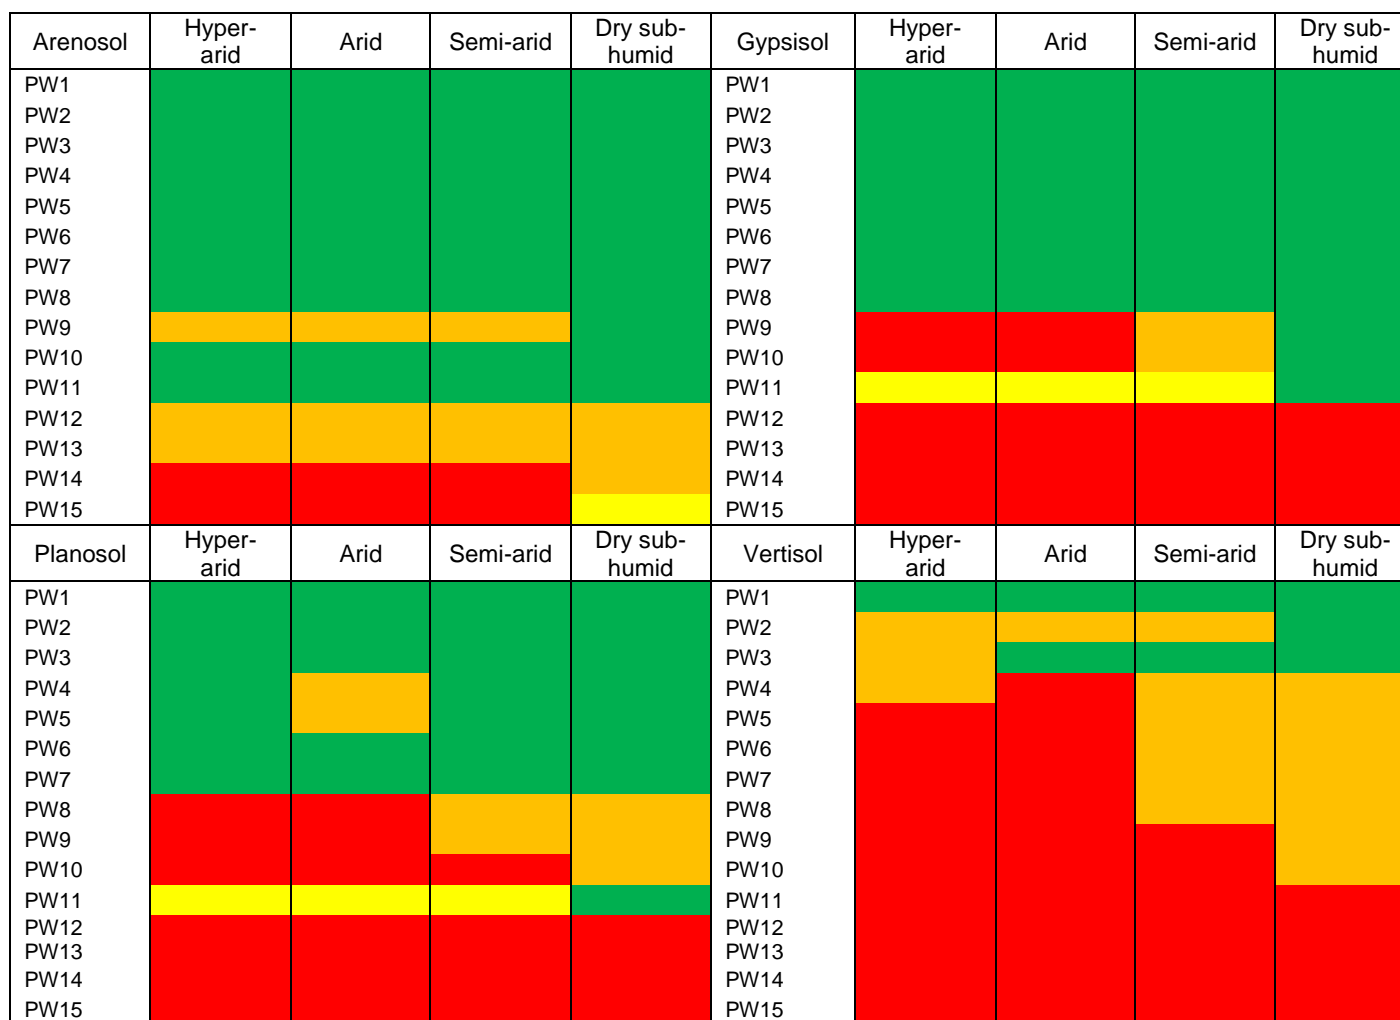 Arenosol Hyper-arid Arid Semi-arid Dry sub-humid Gypsisol Hyper-arid Arid Semi-arid Dry sub-humid
PW1 PW1
PW2 PW2
PW3 PW3
PW4 PW4
PW5 PW5
PW6 PW6
PW7 PW7
PW8 PW8
PW9 PW9
PW10 PW10
PW11 PW11
PW12 PW12
PW13 PW13
PW14 PW14
PW15 PW15
Planosol Hyper-arid Arid Semi-arid Dry sub-humid Vertisol Hyper-arid Arid Semi-arid Dry sub-humid
PW1 PW1
PW2 PW2
PW3 PW3
PW4 PW4
PW5 PW5
PW6 PW6
PW7 PW7
PW8 PW8
PW9 PW9
PW10 PW10
PW11 PW11
PW12 PW12
PW13 PW13
PW14 PW14
PW15 PW15